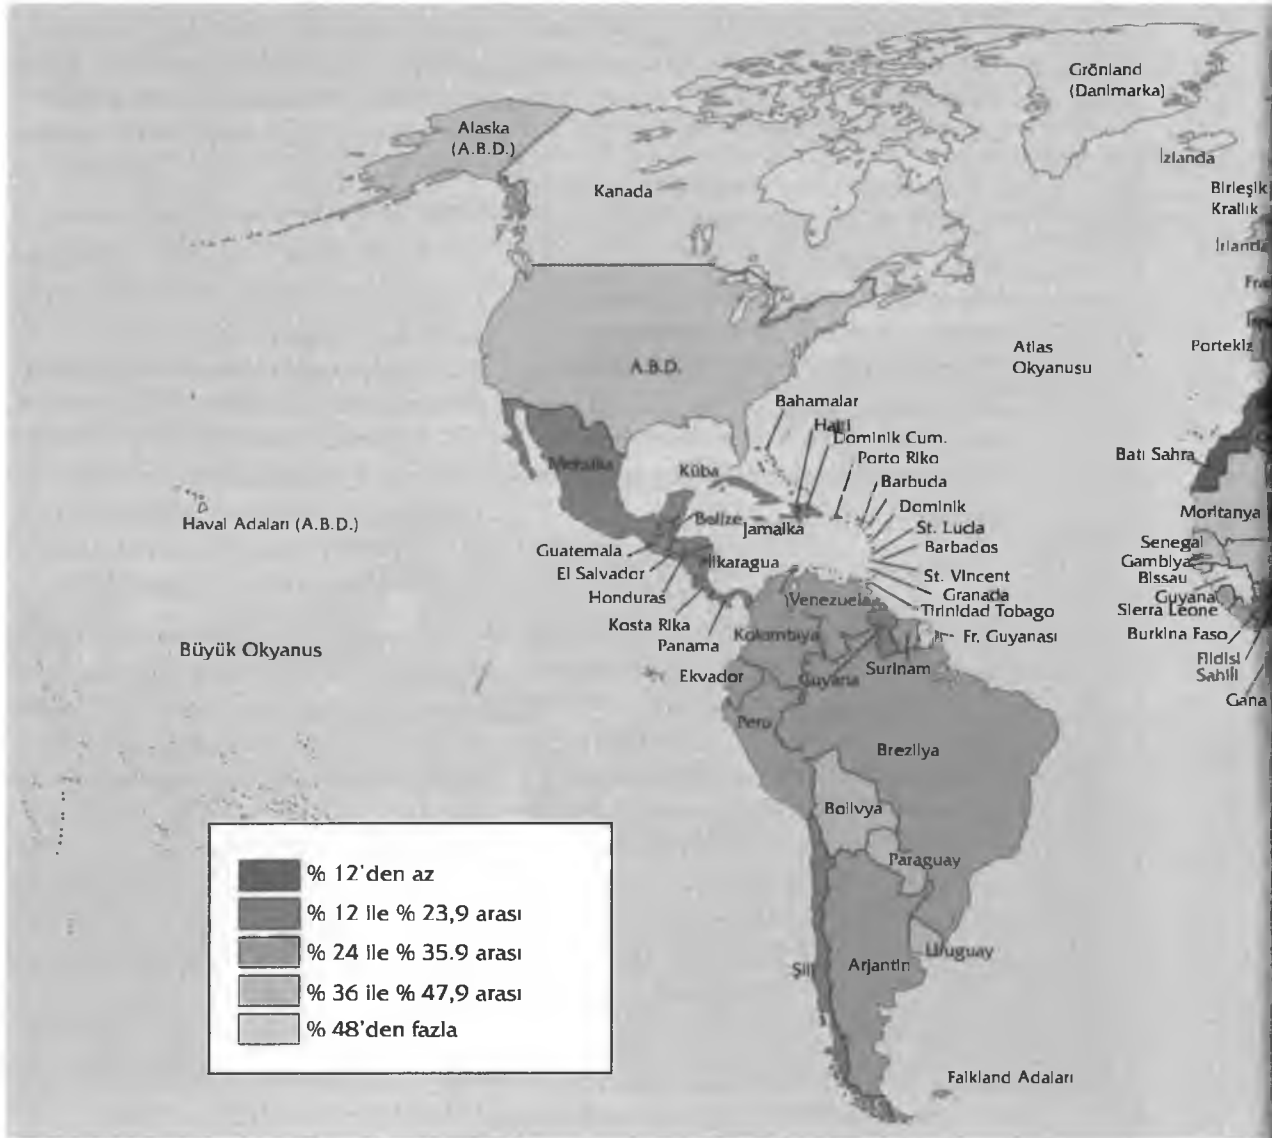 Grönland
(Danimarka)
Alaska
(A.B.D.)
İzlanda
Kanada
Birleşik
Krallık
İrlanda
Fra
Atlas
Okyanusu
Portekiz
A.B.D.
Bahamalar
Haiti
Dominik Cum.
Batı Sahra
Porto Riko
Meksika
Küba
Barbuda
Dominik
Moritanya
Haval Adaları (A.B.D.)
Belize
Jamaika
St. Lucia
Barbados
Senegal
Guatemala
Nikaragua
Gambiya
El Salvador
St. Vincent
Bissau
Honduras
Granada
Guyana
Venezuela
Trinidad Tobago
Sierra Leone
Kosta Rika
Kolombiya
Fr. Guyanası
Burkina Faso
Panama
Büyük Okyanus
Fildişi
Sahili
Ekvador
Guyana
Surinam
Gana
Peru
Brezilya
Bolivya
Paraguay
Uruguay
Şili
Arjantin
Falkland Adaları
% 12'den az
% 12 ile % 23,9 arası
% 24 ile % 35.9 arası
% 36 ile % 47,9 arası
% 48'den fazla